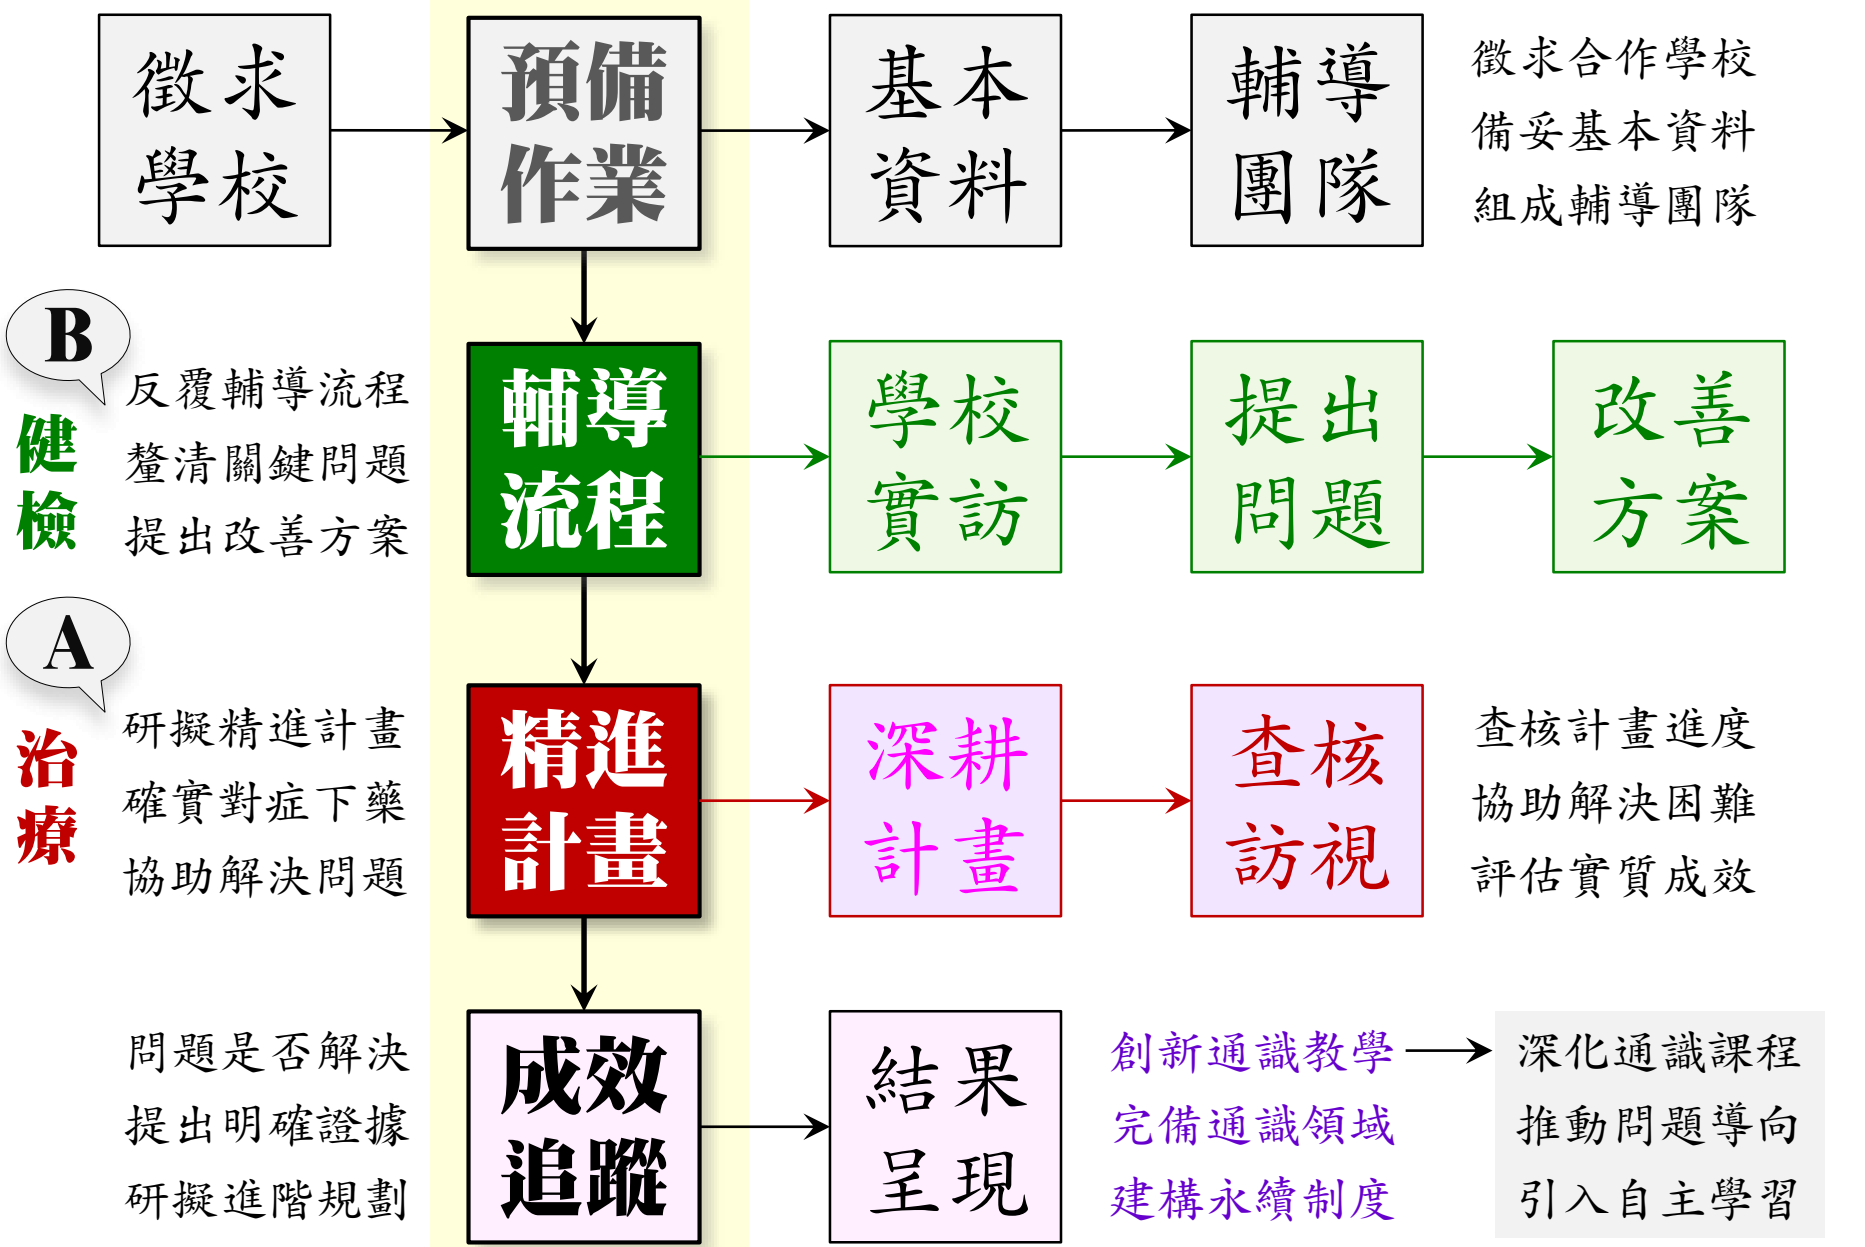 徵求
學校
預備
作業
基本
資料
輔導
團隊
徵求合作學校
備妥基本資料
組成輔導團隊
B
健
檢
反覆輔導流程
釐清關鍵問題
提出改善方案
輔導
流程
學校
實訪
提出
問題
改善
方案
A
治
療
研擬精進計畫
確實對症下藥
協助解決問題
精進
計畫
深耕
計畫
查核
訪視
查核計畫進度
協助解決困難
評估實質成效
問題是否解決
提出明確證據
研擬進階規劃
成效
追蹤
結果
呈現
創新通識教學
完備通識領域
建構永續制度
深化通識課程
推動問題導向
引入自主學習